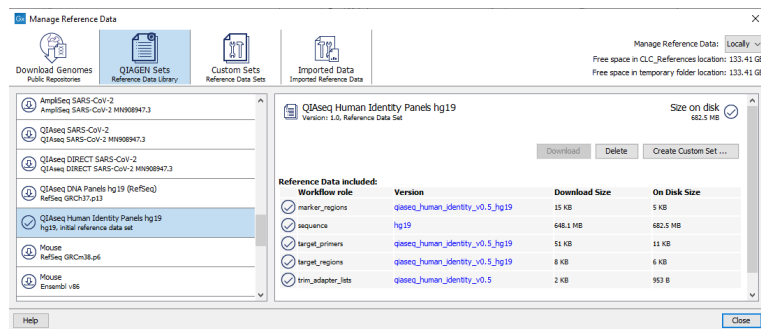 Gx Manage Reference Data
Download Genomes
Public Repositories
QIAGEN Sets
Reference Data Library
Custom Sets
Reference Data Sets
Imported Data
Imported Reference Data
Manage Reference Data: Locally
Free space in CLC_References location: 133.41 GB
Free space in temporary folder location: 133.41 GB
AmpliSeq SARS-CoV-2
AmpliSeq SARS-CoV-2 MN908947.3
QIAseq SARS-CoV-2
QIAseq SARS-CoV-2 MN908947.3
QIAseq DIRECT SARS-CoV-2
QIAseq DIRECT SARS-CoV-2 MN908947.3
QIAseq DNA Panels hg19 (RefSeq)
RefSeq GRCh37.p13
QIAseq Human Identity Panels hg19
hg19, initial reference data set
Mouse
RefSeq GRCm38.p6
Mouse
Ensembl v86
QIAseq Human Identity Panels hg19
Version: 1.0, Reference Data Set
Size on disk
682.5 MB
Download Delete Create Custom Set ...
Reference Data included:
Workflow role Version Download Size On Disk Size
marker_regions qiaseq_human_identity_v0.5_hg19 15 KB 5 KB
sequence hg19 648.1 MB 682.5 MB
target_primers qiaseq_human_identity_v0.5_hg19 51 KB 11 KB
target_regions qiaseq_human_identity_v0.5_hg19 8 KB 6 KB
trim_adapter_lists qiaseq_human_identity_v0.5 2 KB 953 B
Help Close